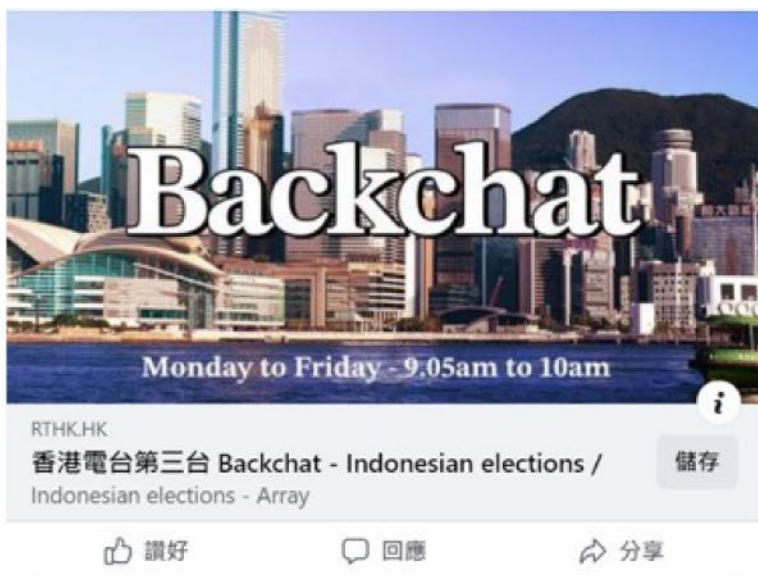 Backchat
Monday to Friday - 9.05am to 10am
i
RTHK.HK
香港電台第三台 Backchat - Indonesian elections /
儲存
Indonesian elections - Array
讚好
回應
分享